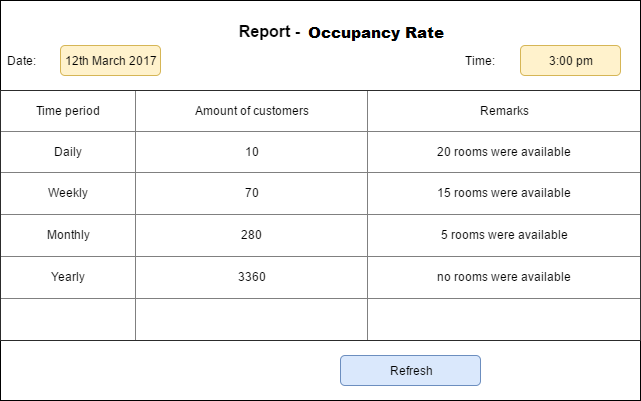 Report - Occupancy Rate
Date: 12th March 2017 Time: 3:00 pm
Time period Amount of customers Remarks
Daily 10 20 rooms were available
Weekly 70 15 rooms were available
Monthly 280 5 rooms were available
Yearly 3360 no rooms were available
Refresh